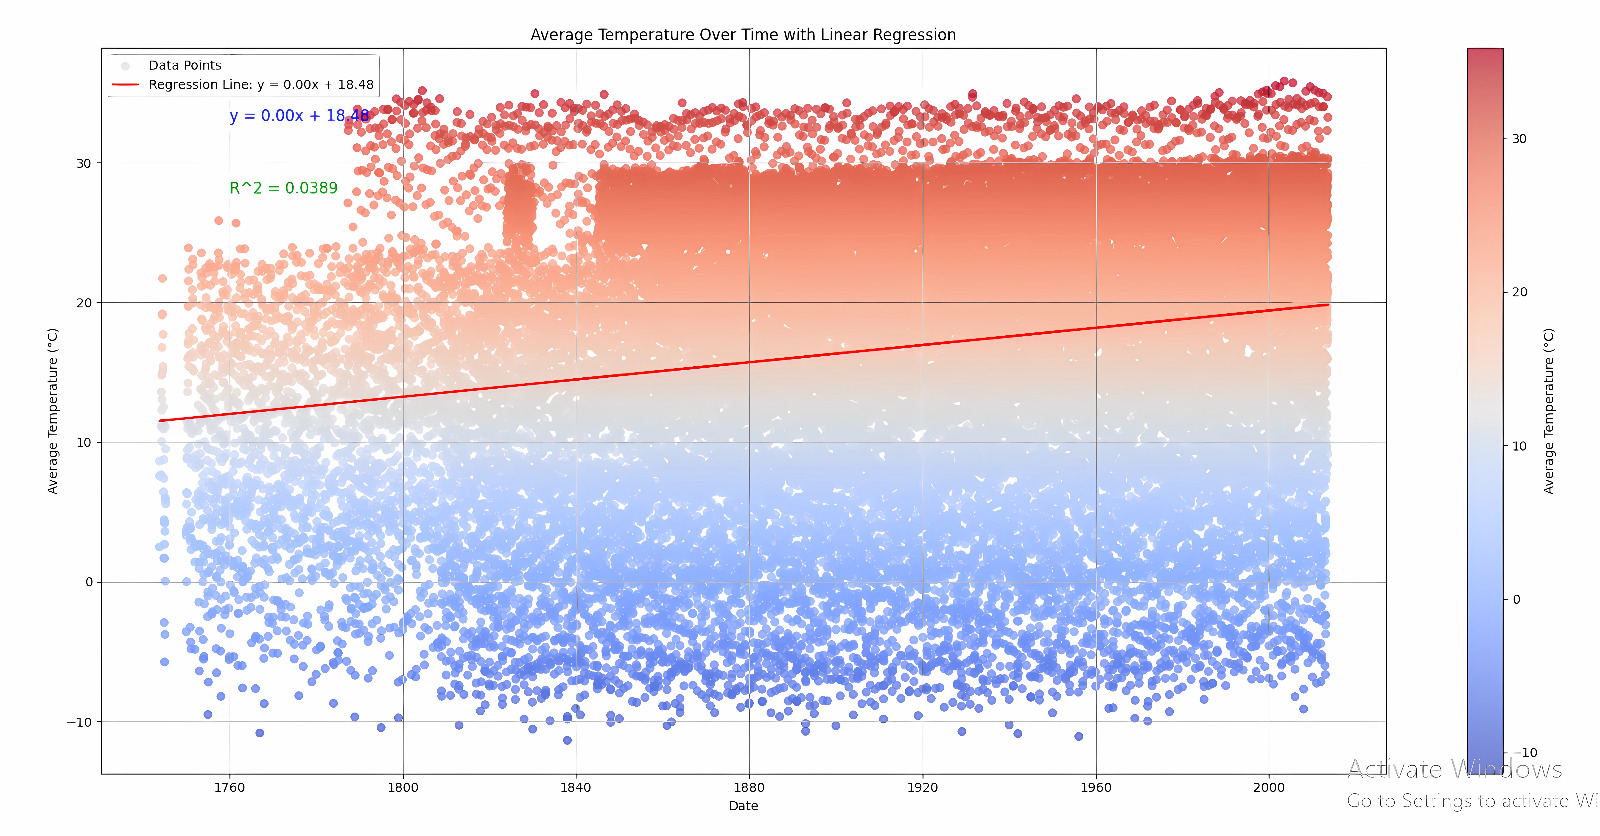 Average Temperature Over Time with Linear Regression
Data Points
Regression Line: y = 0.00x + 18.48
y = 0.00x + 18.48
R^2 = 0.0389
30
20
10
0
−10
Average Temperature (°C)
1760
1800
1840
1880
1920
1960
2000
Date
30
20
10
0
−10
Average Temperature (°C)
Activate Windows
Go to Settings to activate Wi